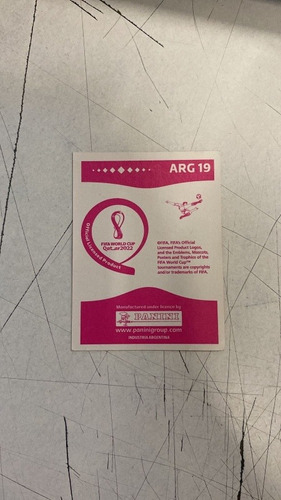 ARG 19
FIFA WORLD CUP
Qatar2022
Official Licensed Product
©FIFA, FIFA's Official
Licensed Product Logos,
and the Emblems, Mascots,
Posters and Trophies of the
FIFA World Cup™
tournaments are copyrights
and/or trademarks of FIFA.
Manufactured under licence by
PANINI
www.paninigroup.com
INDUSTRIA ARGENTINA